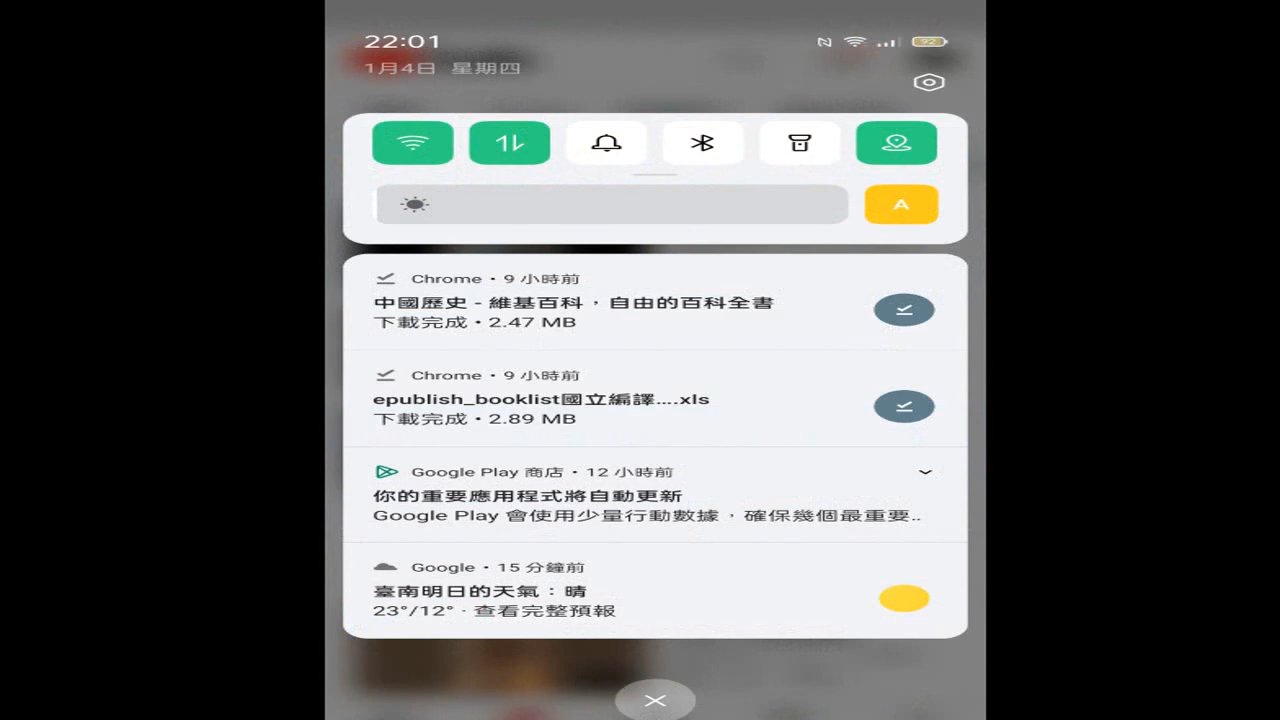 22:01
92
1月4日 星期四
A
Chrome • 9 小時前
中國歷史 - 維基百科，自由的百科全書
下載完成 • 2.47 MB
Chrome • 9 小時前
epublish_booklist國立編譯....xls
下載完成 • 2.89 MB
Google Play 商店 • 12 小時前
你的重要應用程式將自動更新
Google Play 會使用少量行動數據，確保幾個最重要..
Google • 15 分鐘前
臺南明日的天氣：晴
23°/12° · 查看完整預報